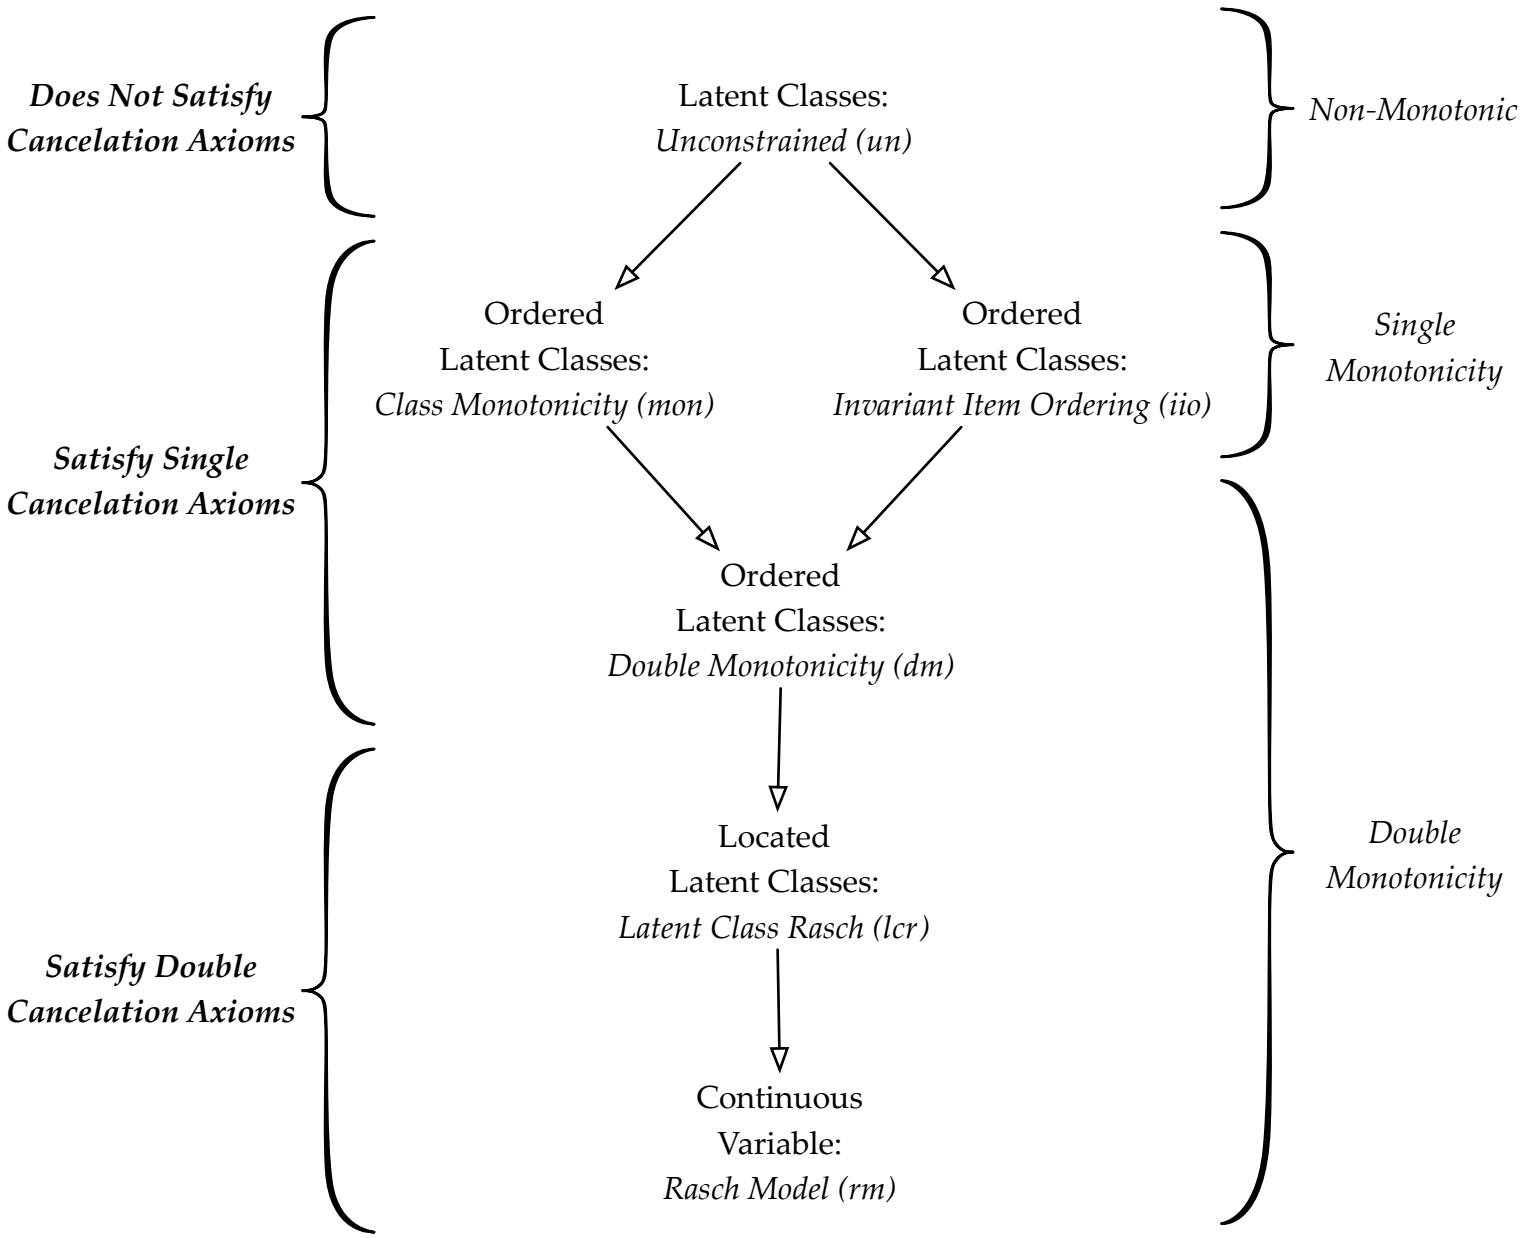 Does Not Satisfy
Cancelation Axioms
Latent Classes:
Unconstrained (un)
Non-Monotonic
Ordered
Latent Classes:
Class Monotonicity (mon)
Ordered
Latent Classes:
Invariant Item Ordering (iio)
Single
Monotonicity
Satisfy Single
Cancelation Axioms
Ordered
Latent Classes:
Double Monotonicity (dm)
Located
Latent Classes:
Latent Class Rasch (lcr)
Double
Monotonicity
Satisfy Double
Cancelation Axioms
Continuous
Variable:
Rasch Model (rm)